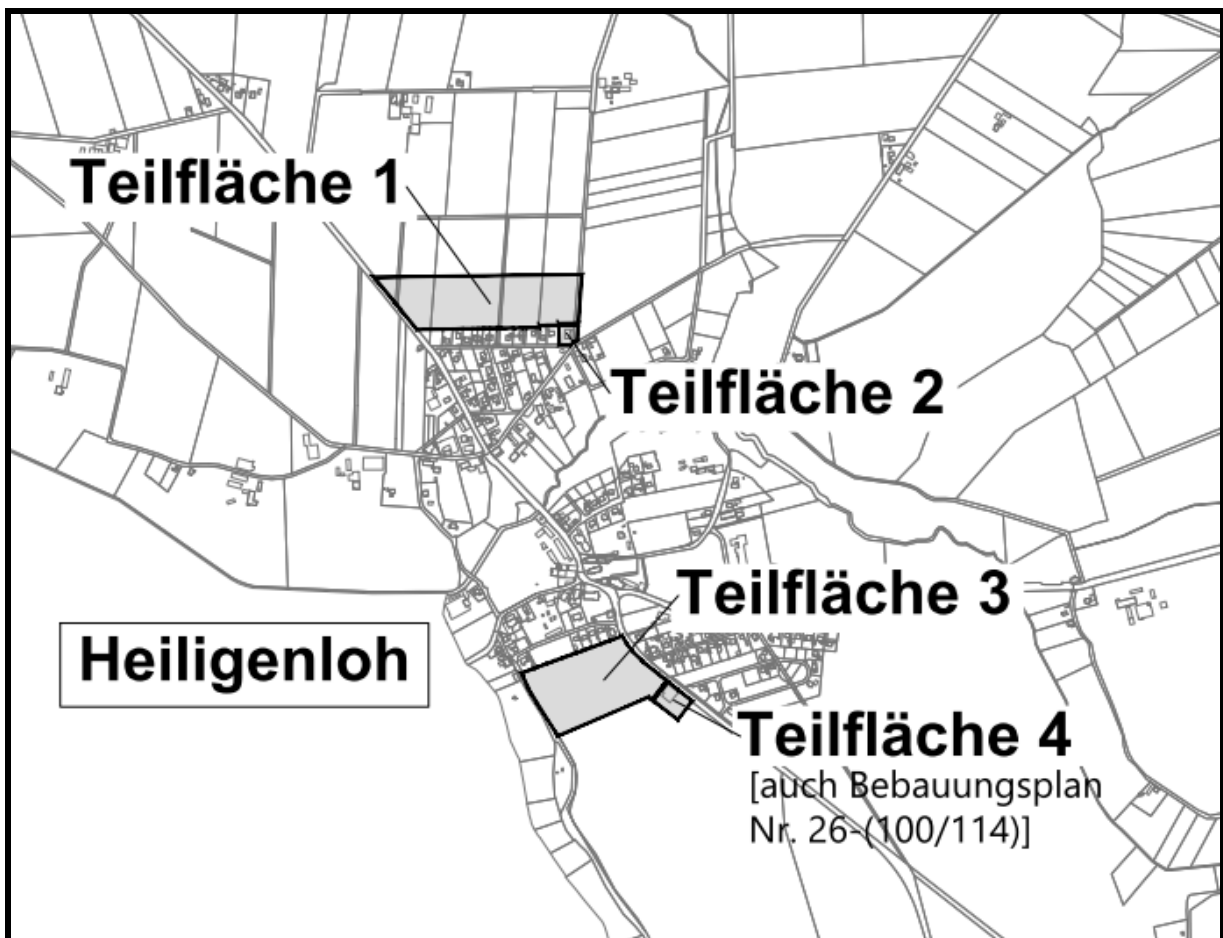 Teilfläche 1
Teilfläche 2
Teilfläche 3
Heiligenloh
Teilfläche 4
[auch Bebauungsplan
Nr. 26-(100/114)]